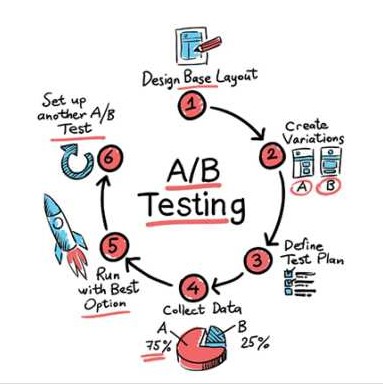 Design Base Layout
1
2
Create
Variations
A B
3
Define
Test Plan
4
Collect Data
A
75%
B
25%
5
Run
with Best
Option
6
Set up
another A/B
Test
A/B
Testing